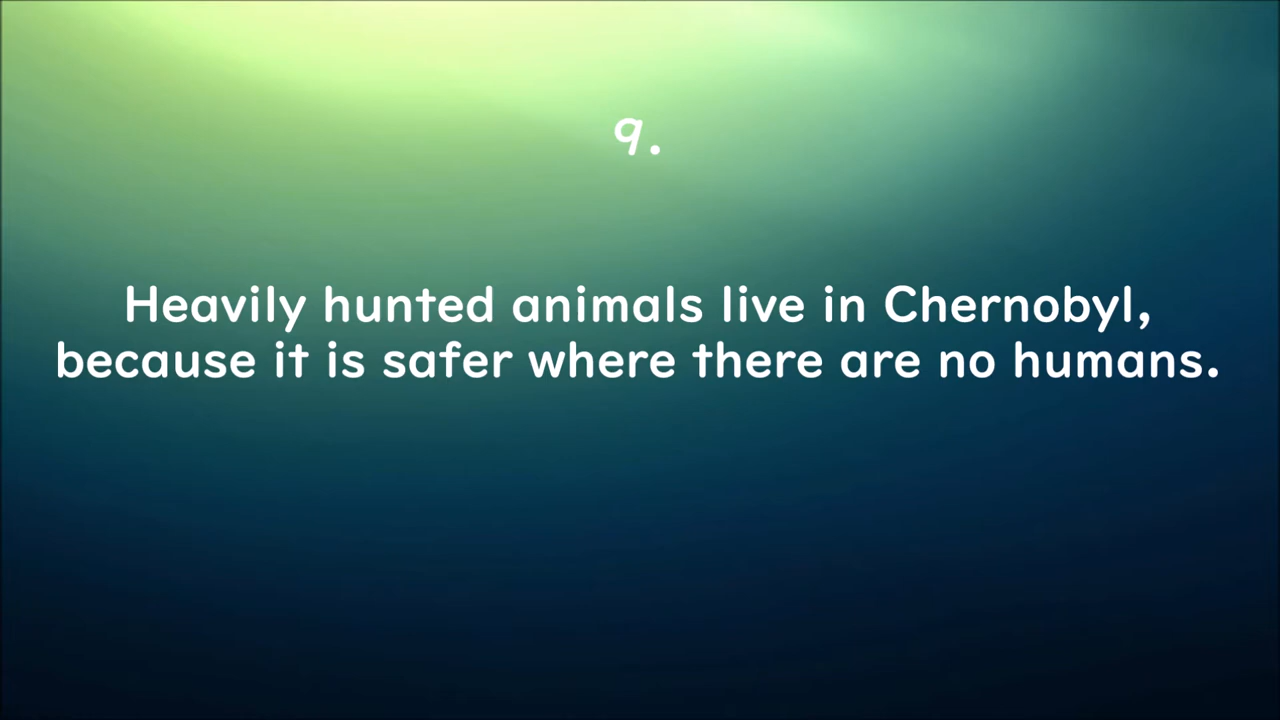 9.
Heavily hunted animals live in Chernobyl,
because it is safer where there are no humans.